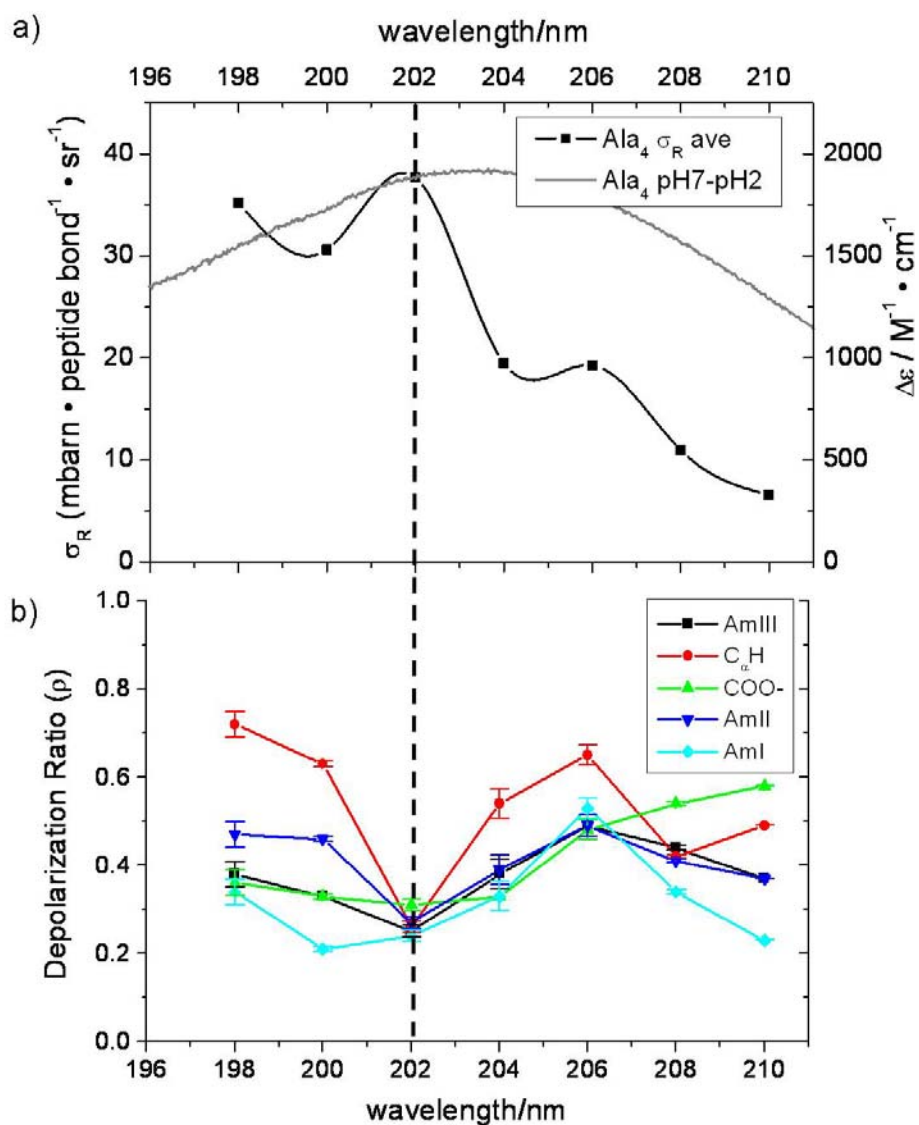 a)
wavelength/nm
196 198 200 202 204 206 208 210
σR (mbarn • peptide bond-1 • sr-1)
40
30
20
10
0
Ala4 σR ave
Ala4 pH7-pH2
2000
1500
1000
500
0
Δε / M-1 • cm-1
b)
Depolarization Ratio (ρ)
1.0
0.8
0.6
0.4
0.2
0.0
AmIII
CαH
COO-
AmII
AmI
196 198 200 202 204 206 208 210
wavelength/nm